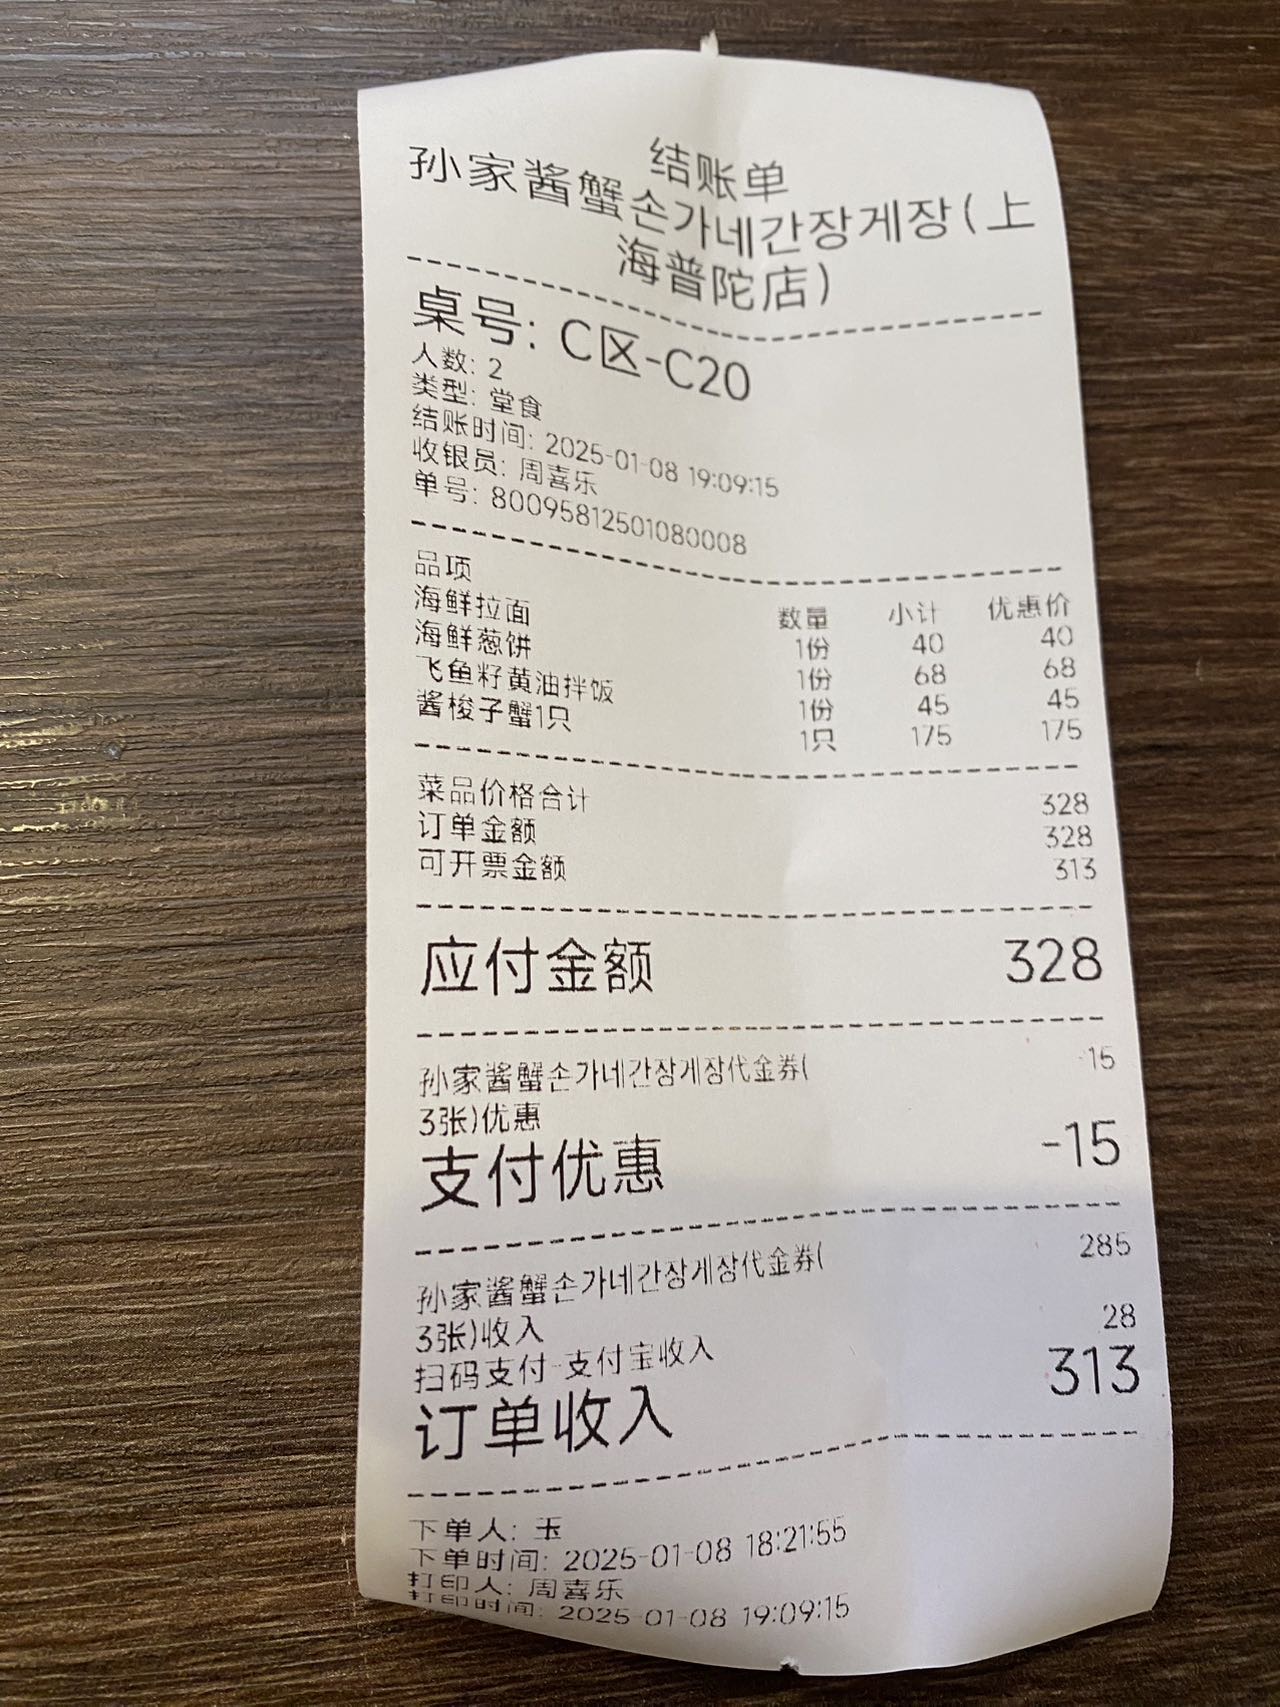 结账单
孙家酱蟹손가네간장게장(上
海普陀店)
桌号: C区-C20
人数: 2
类型: 堂食
结账时间: 2025-01-08 19:09:15
收银员: 周喜乐
单号: 80095812501080008
品项 数量 小计 优惠价
海鲜拉面 1份 40 40
海鲜葱饼 1份 68 68
飞鱼籽黄油拌饭 1份 45 45
酱梭子蟹1只 1只 175 175
菜品价格合计 328
订单金额 328
可开票金额 313
应付金额 328
孙家酱蟹손가네간장게장代金券( -15
3张)优惠
支付优惠 -15
孙家酱蟹손가네간장게장代金券( 285
3张)收入
扫码支付-支付宝收入 28
订单收入 313
下单人: 玉
下单时间: 2025-01-08 18:21:55
打印人: 周喜乐
打印时间: 2025-01-08 19:09:15